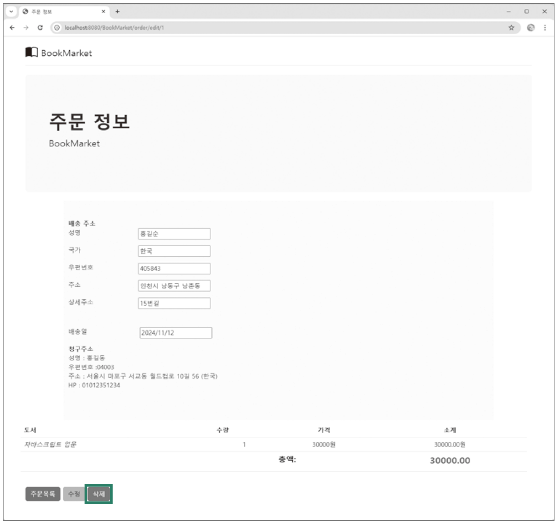 주문 정보
localhost:8080/BookMarket/order/edit/1
BookMarket
주문 정보
BookMarket
배송 주소
성명 홍길순
국가 한국
우편번호 405843
주소 인천시 남동구 남촌동
상세주소 15번길
배송일 2024/11/12
청구주소
성명 : 홍길동
우편번호 :04003
주소 : 서울시 마포구 서교동 월드컵로 10길 56 (한국)
HP : 01012351234
도서 수량 가격 소계
자바스크립트 입문 1 30000원 30000.00원
총액: 30000.00
주문목록 수정 삭제